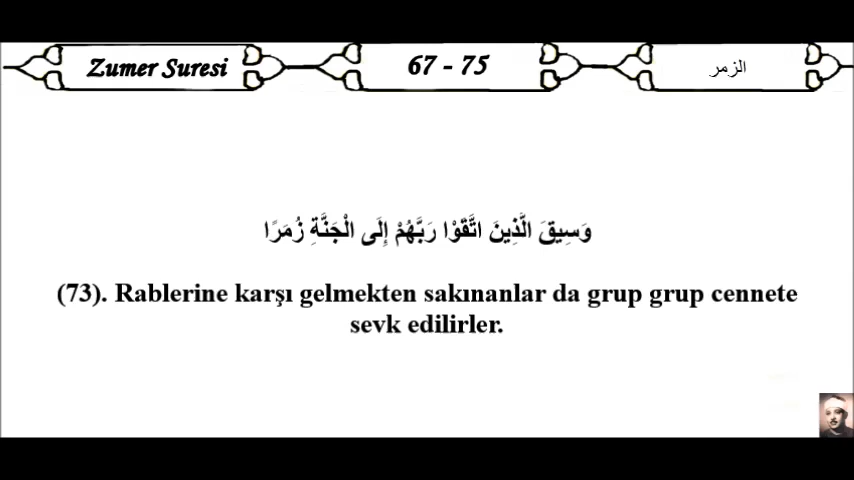 Zumer Suresi 67 - 75 الزمر
وَسِيقَ الَّذِينَ اتَّقَوْا رَبَّهُمْ إِلَى الْجَنَّةِ زُمَرًا
(73). Rablerine karşı gelmekten sakınanlar da grup grup cennete
sevk edilirler.